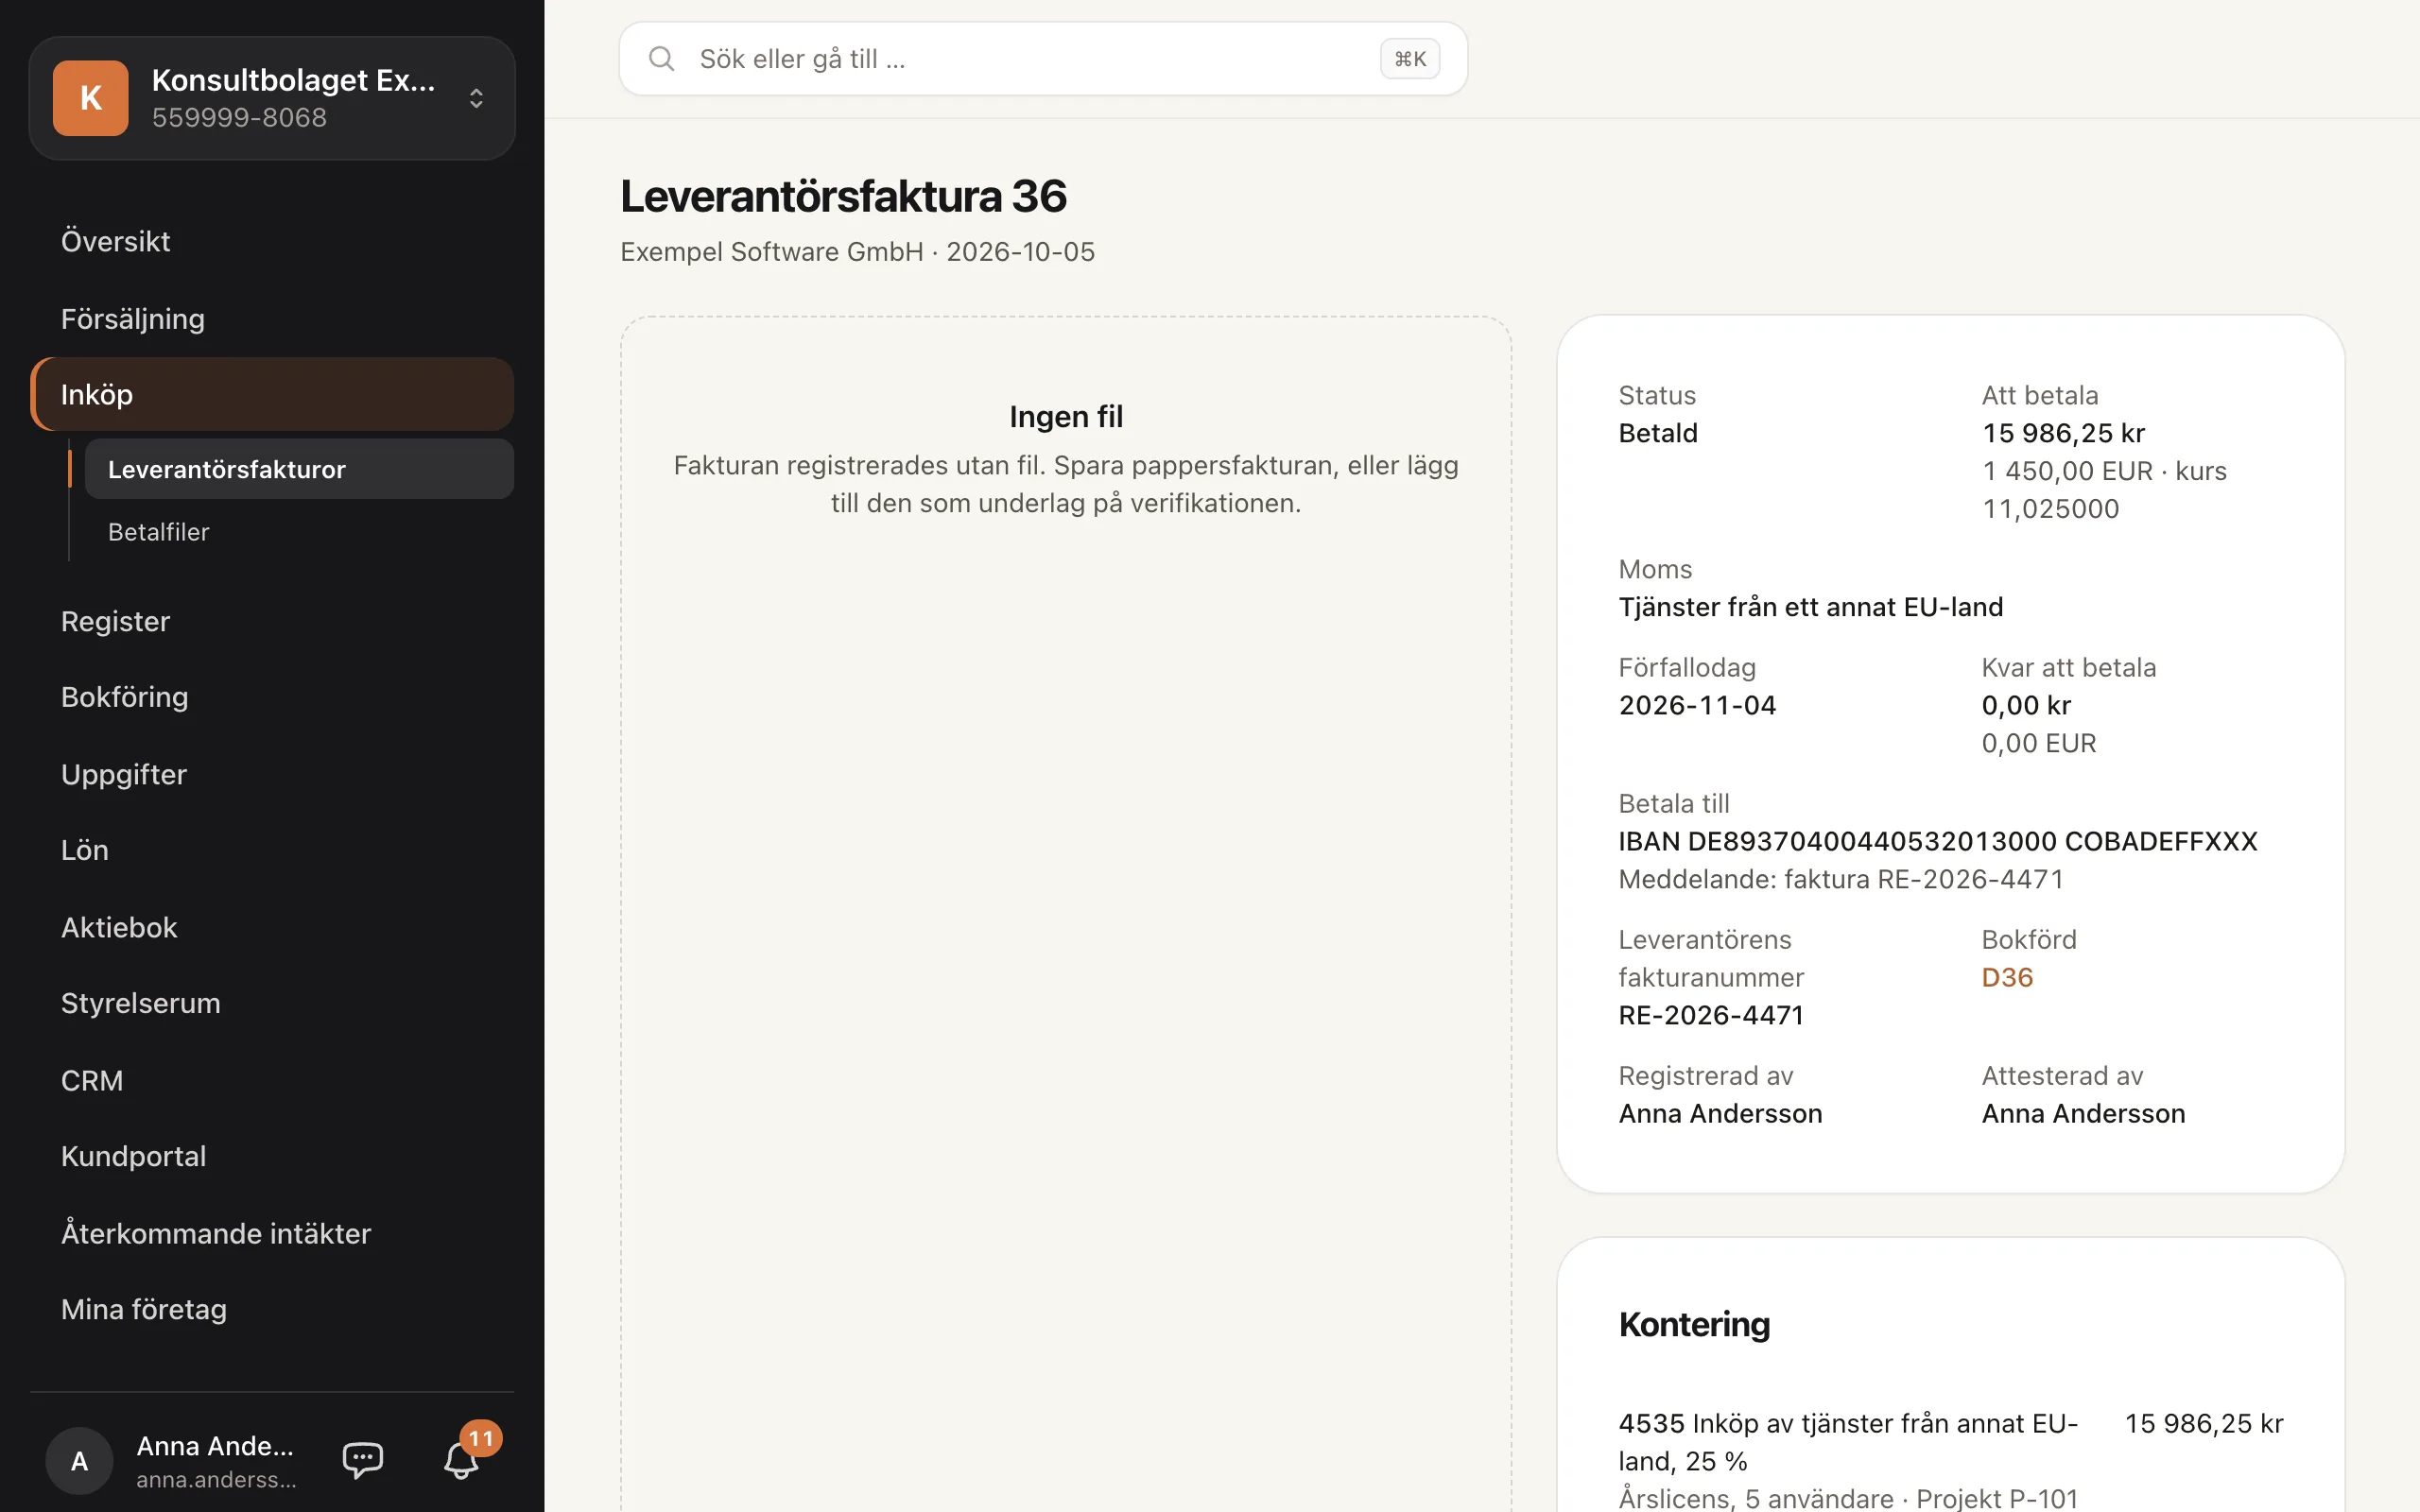 K
Konsultbolaget Ex...
559999-8068
Översikt
Försäljning
Inköp
Leverantörsfakturor
Betalfiler
Register
Bokföring
Uppgifter
Lön
Aktiebok
Styrelserum
CRM
Kundportal
Återkommande intäkter
Mina företag
A
Anna Ande...
anna.anderss...
11
Sök eller gå till ...
⌘K
Leverantörsfaktura 36
Exempel Software GmbH · 2026-10-05
Ingen fil
Fakturan registrerades utan fil. Spara pappersfakturan, eller lägg
till den som underlag på verifikationen.
Status
Betald
Att betala
15 986,25 kr
1 450,00 EUR · kurs
11,025000
Moms
Tjänster från ett annat EU-land
Förfallodag
2026-11-04
Kvar att betala
0,00 kr
0,00 EUR
Betala till
IBAN DE89370400440532013000 COBADEFFXXX
Meddelande: faktura RE-2026-4471
Leverantörens
fakturanummer
RE-2026-4471
Bokförd
D36
Registrerad av
Anna Andersson
Attesterad av
Anna Andersson
Kontering
4535 Inköp av tjänster från annat EU-
land, 25 %
15 986,25 kr
Årslicens, 5 användare · Projekt P-101